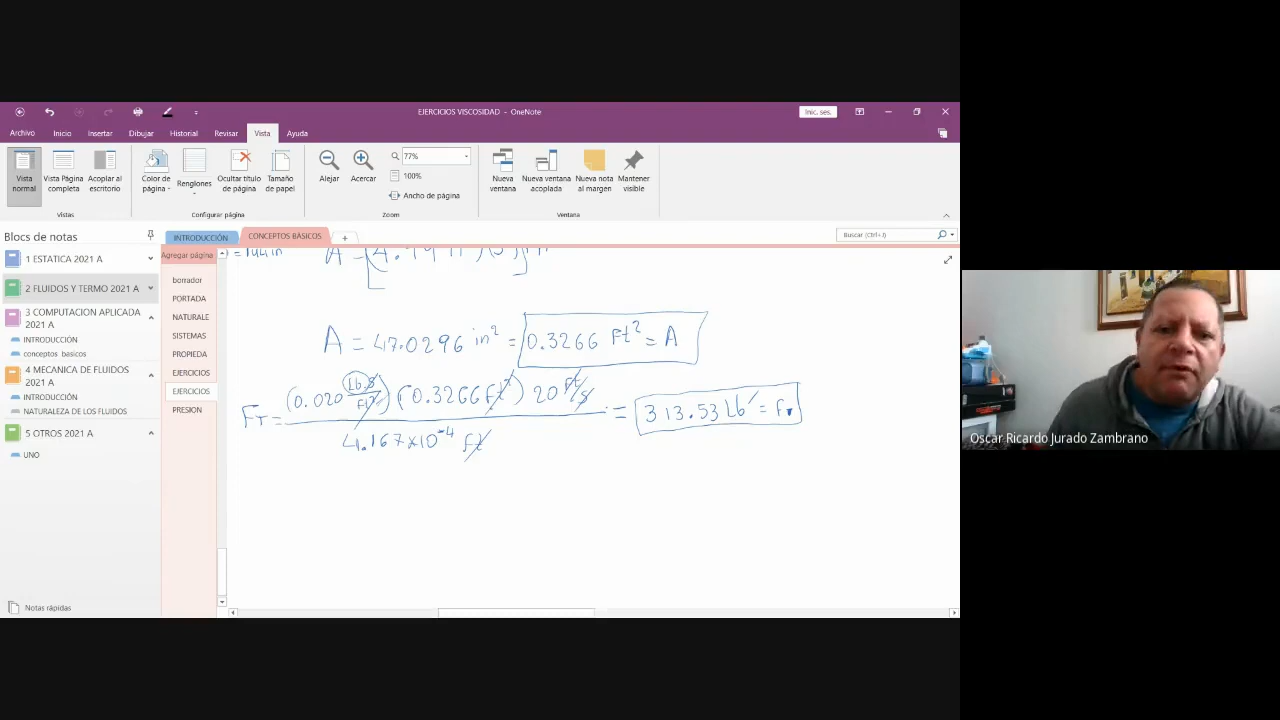 EJERCICIOS VISCOSIDAD - OneNote
Inic. ses.
Archivo Inicio Insertar Dibujar Historial Revisar Vista Ayuda
Vista normal
Vista Página completa
Acoplar al escritorio
Vistas
Color de página
Renglones
Ocultar título de página
Tamaño de papel
Configurar página
Alejar
Acercar
77%
100%
Ancho de página
Zoom
Nueva ventana
Nueva ventana acoplada
Nueva nota al margen
Mantener visible
Ventana
Blocs de notas
INTRODUCCIÓN
CONCEPTOS BÁSICOS
+
Buscar (Ctrl+J)
1 ESTATICA 2021 A
2 FLUIDOS Y TERMO 2021 A
3 COMPUTACION APLICADA 2021 A
INTRODUCCIÓN
conceptos basicos
4 MECANICA DE FLUIDOS 2021 A
INTRODUCCIÓN
NATURALEZA DE LOS FLUIDOS
5 OTROS 2021 A
UNO
Notas rápidas
Agregar página
borrador
PORTADA
NATURALE
SISTEMAS
PROPIEDA
EJERCICIOS
EJERCICIOS
PRESION
A = 47.0296 in² = 0.3266 Ft² = A
Fr = (0.020 Lb.s/ft²) (0.3266 ft²) 20 ft/s / 4.167x10⁻⁴ ft = 313.53 Lb = Fr
Oscar Ricardo Jurado Zambrano